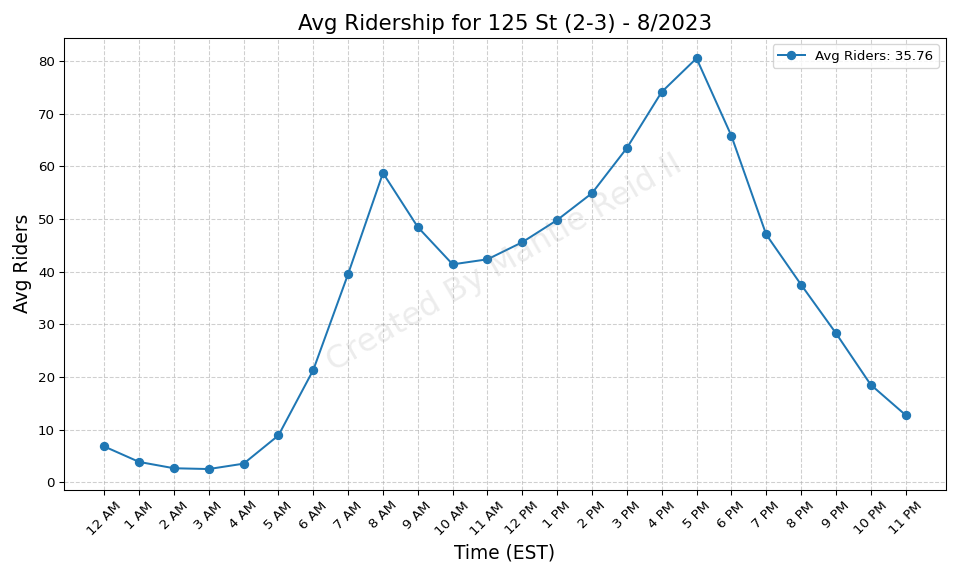 Avg Ridership for 125 St (2-3) - 8/2023
Avg Riders: 35.76
80
70
60
50
40
30
20
10
0
Avg Riders
Created By Mantle Reid II
12 AM
1 AM
2 AM
3 AM
4 AM
5 AM
6 AM
7 AM
8 AM
9 AM
10 AM
11 AM
12 PM
1 PM
2 PM
3 PM
4 PM
5 PM
6 PM
7 PM
8 PM
9 PM
10 PM
11 PM
Time (EST)